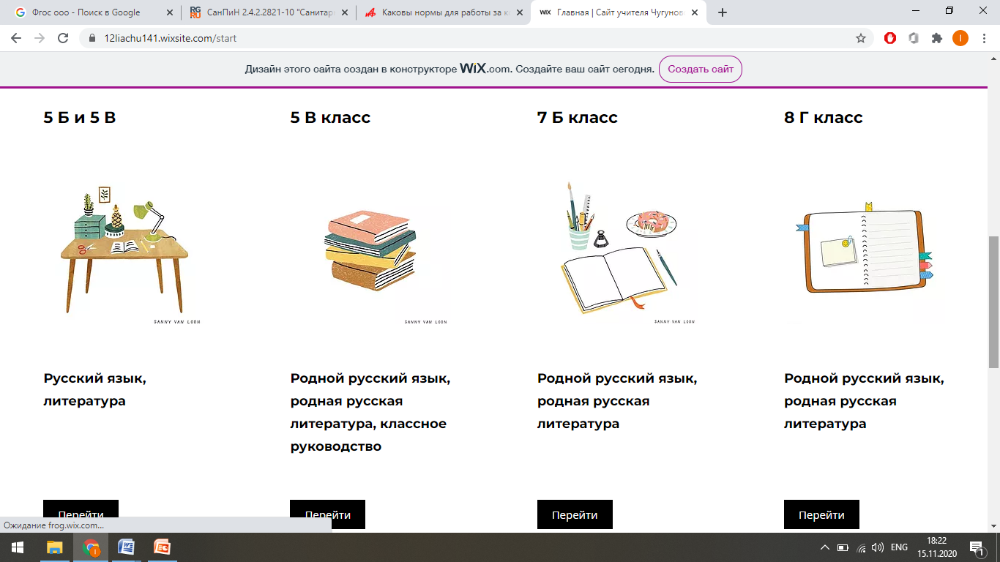 Фгос ооо - Поиск в Google
СанПиН 2.4.2.2821-10 "Санитарн
Каковы нормы для работы за к
Главная | Сайт учителя Чугунов
12liachu141.wixsite.com/start
Дизайн этого сайта создан в конструкторе WiX.com. Создайте ваш сайт сегодня.
Создать сайт
5 Б и 5 В
5 В класс
7 Б класс
8 Г класс
SANNY VAN LOON
SANNY VAN LOON
SANNY VAN LOON
Русский язык,
литература
Родной русский язык,
родная русская
литература, классное
руководство
Родной русский язык,
родная русская
литература
Родной русский язык,
родная русская
литература
Перейти
Перейти
Перейти
Перейти
Ожидание frog.wix.com...
ENG
18:22
15.11.2020